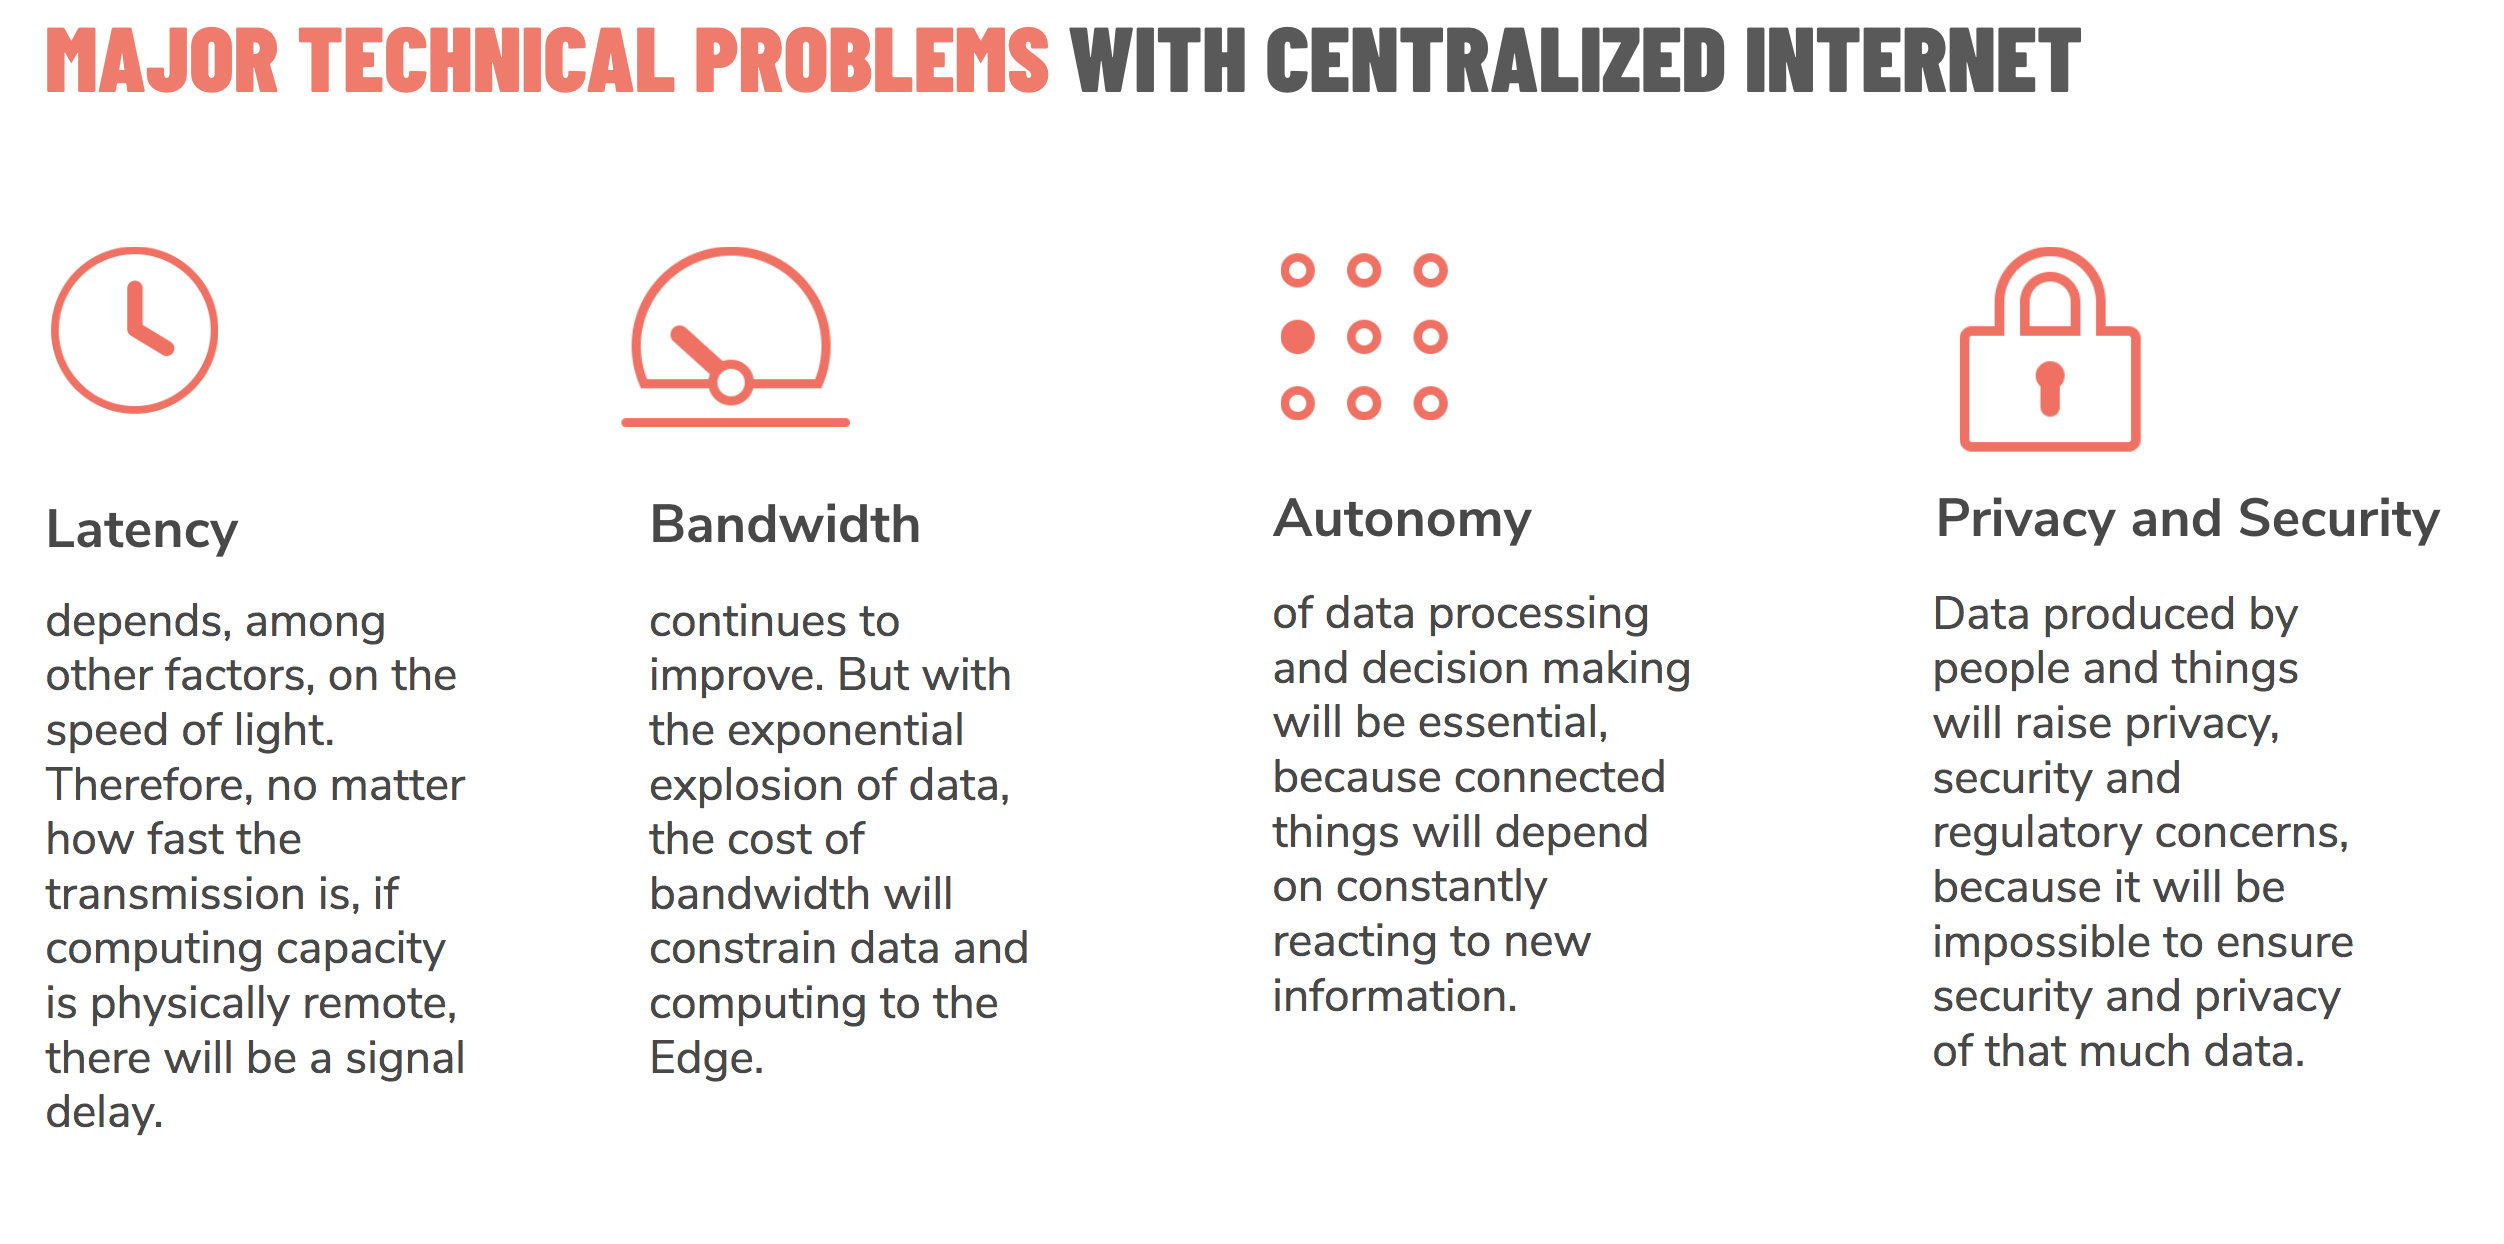 MAJOR TECHNICAL PROBLEMS WITH CENTRALIZED INTERNET
Latency
depends, among
other factors, on the
speed of light.
Therefore, no matter
how fast the
transmission is, if
computing capacity
is physically remote,
there will be a signal
delay.
Bandwidth
continues to
improve. But with
the exponential
explosion of data,
the cost of
bandwidth will
constrain data and
computing to the
Edge.
Autonomy
of data processing
and decision making
will be essential,
because connected
things will depend
on constantly
reacting to new
information.
Privacy and Security
Data produced by
people and things
will raise privacy,
security and
regulatory concerns,
because it will be
impossible to ensure
security and privacy
of that much data.